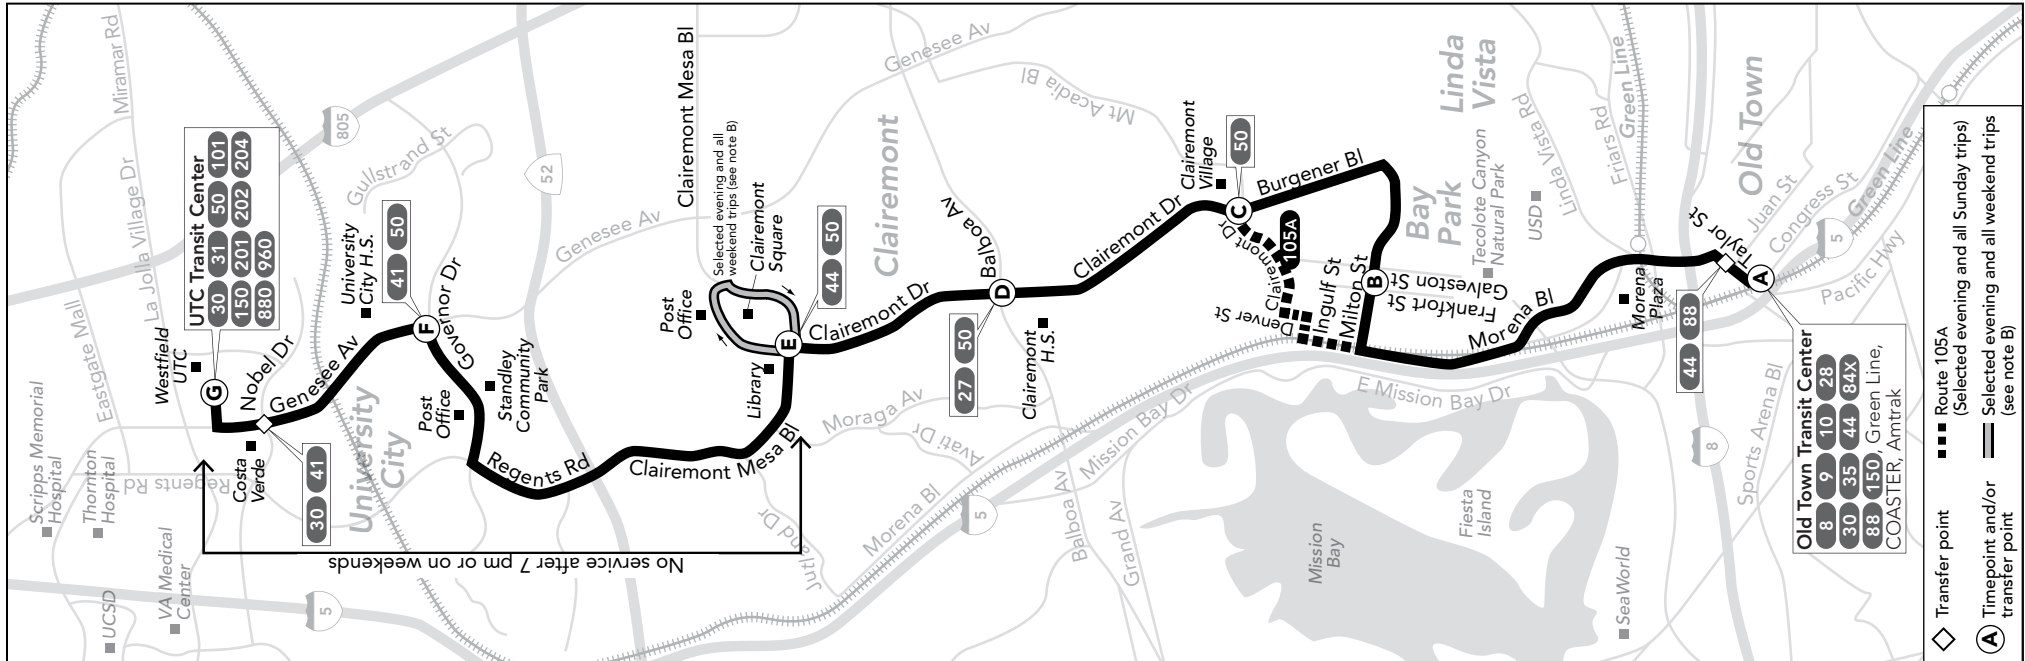 Scripps Memorial
Hospital
Thornton
Hospital
UCSD
VA Medical
Center
5
Regents Rd
Eastgate Mall
La Jolla Village Dr
Miramar Rd
805
Westfield
UTC
UTC Transit Center
30 31 50 101
150 201 202 204
880 960
G
Nobel Dr
Genesee Av
Costa
Verde
30 41
University
City
University
City H.S.
41 50
F
Governor Dr
Gullstrand St
52
Genesee Av
Post
Office
Standley
Community
Park
Regents Rd
No service after 7 pm or on weekends
Clairemont Mesa Bl
Clairemont Mesa Bl
Selected evening and all
weekend trips (see note B)
Post
Office
Clairemont
Square
Library
E
44 50
Jutland Dr
Moraga Av
Avati Dr
Morena Bl
5
Clairemont
Clairemont Dr
Genesee Av
Mt Acadia Bl
Balboa Av
D
27 50
Clairemont
H.S.
Balboa Av
Grand Av
Mission Bay Dr
Clairemont Dr
Clairemont
Village
50
C
Burgener Bl
Clairemont Dr
105A
Denver St
Ingulf St
Milton St
B
Frankfort St
Galveston St
Bay
Park
Linda
Vista
Tecolote Canyon
Natural Park
USD
Linda Vista Rd
Friars Rd
Green Line
Morena Bl
E Mission Bay Dr
Mission
Bay
Fiesta
Island
SeaWorld
Morena
Plaza
44 88
8
Sports Arena Bl
Old Town
Taylor St
Juan St
Congress St
Green Line
5
Pacific Hwy
A
Old Town Transit Center
8 9 10 28
30 35 44 84X
88 150, Green Line,
COASTER, Amtrak
Transfer point
A Timepoint and/or
transfer point
Route 105A
(Selected evening and all Sunday trips)
Selected evening and all weekend trips
(see note B)